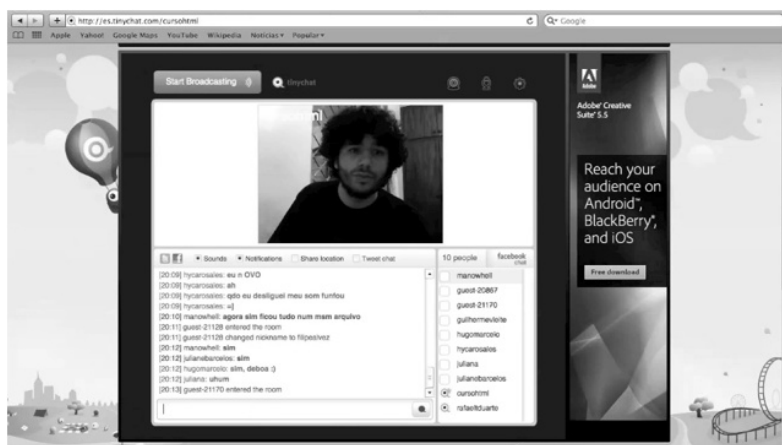 http://es.tinychat.com/cursohtml
Google
Apple Yahoo! Google Maps YouTube Wikipedia Noticias Popular
Start Broadcasting
tinychat
Adobe
Adobe® Creative
Suite® 5.5
Reach your
audience on
Android™,
BlackBerry®,
and iOS
Free download
Sounds Notifications Share location Tweet chat
10 people
facebook
chat
[20:09] hycarosales: eu n OVO
[20:09] hycarosales: ah
[20:09] hycarosales: qdo eu desliguei meu som funfou
[20:09] hycarosales: =]
[20:10] manowhell: agora sim ficou tudo num msm arquivo
[20:11] guest-21128 entered the room
[20:11] guest-21128 changed nickname to filipealvez
[20:12] manowhell: sim
[20:12] julianebarcelos: sim
[20:12] hugomarcelo: sim, deboa :)
[20:12] juliana: uhum
[20:13] guest-21170 entered the room
manowhell
guest-20867
guest-21170
guilhermevleite
hugomarcelo
hycarosales
juliana
julianebarcelos
cursohtml
rafaeltduarte